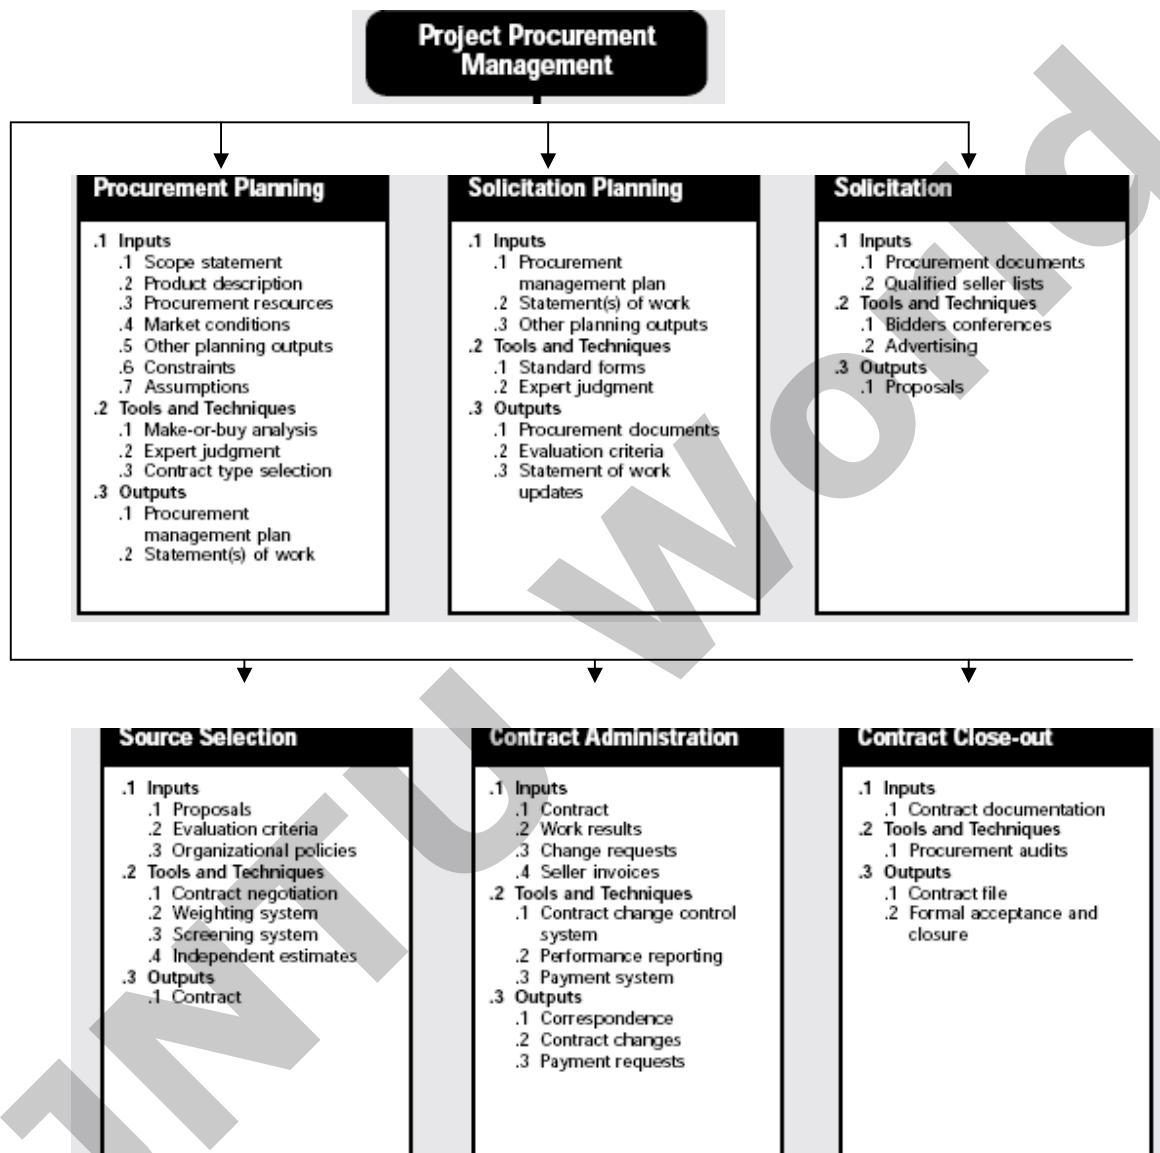 Project Procurement
Management
Procurement Planning
.1 Inputs
.1 Scope statement
.2 Product description
.3 Procurement resources
.4 Market conditions
.5 Other planning outputs
.6 Constraints
.7 Assumptions
.2 Tools and Techniques
.1 Make-or-buy analysis
.2 Expert judgment
.3 Contract type selection
.3 Outputs
.1 Procurement
management plan
.2 Statement(s) of work
Solicitation Planning
.1 Inputs
.1 Procurement
management plan
.2 Statement(s) of work
.3 Other planning outputs
.2 Tools and Techniques
.1 Standard forms
.2 Expert judgment
.3 Outputs
.1 Procurement documents
.2 Evaluation criteria
.3 Statement of work
updates
Solicitation
.1 Inputs
.1 Procurement documents
.2 Qualified seller lists
.2 Tools and Techniques
.1 Bidders conferences
.2 Advertising
.3 Outputs
.1 Proposals
Source Selection
.1 Inputs
.1 Proposals
.2 Evaluation criteria
.3 Organizational policies
.2 Tools and Techniques
.1 Contract negotiation
.2 Weighting system
.3 Screening system
.4 Independent estimates
.3 Outputs
.1 Contract
Contract Administration
.1 Inputs
.1 Contract
.2 Work results
.3 Change requests
.4 Seller invoices
.2 Tools and Techniques
.1 Contract change control
system
.2 Performance reporting
.3 Payment system
.3 Outputs
.1 Correspondence
.2 Contract changes
.3 Payment requests
Contract Close-out
.1 Inputs
.1 Contract documentation
.2 Tools and Techniques
.1 Procurement audits
.3 Outputs
.1 Contract file
.2 Formal acceptance and
closure
JNTU World